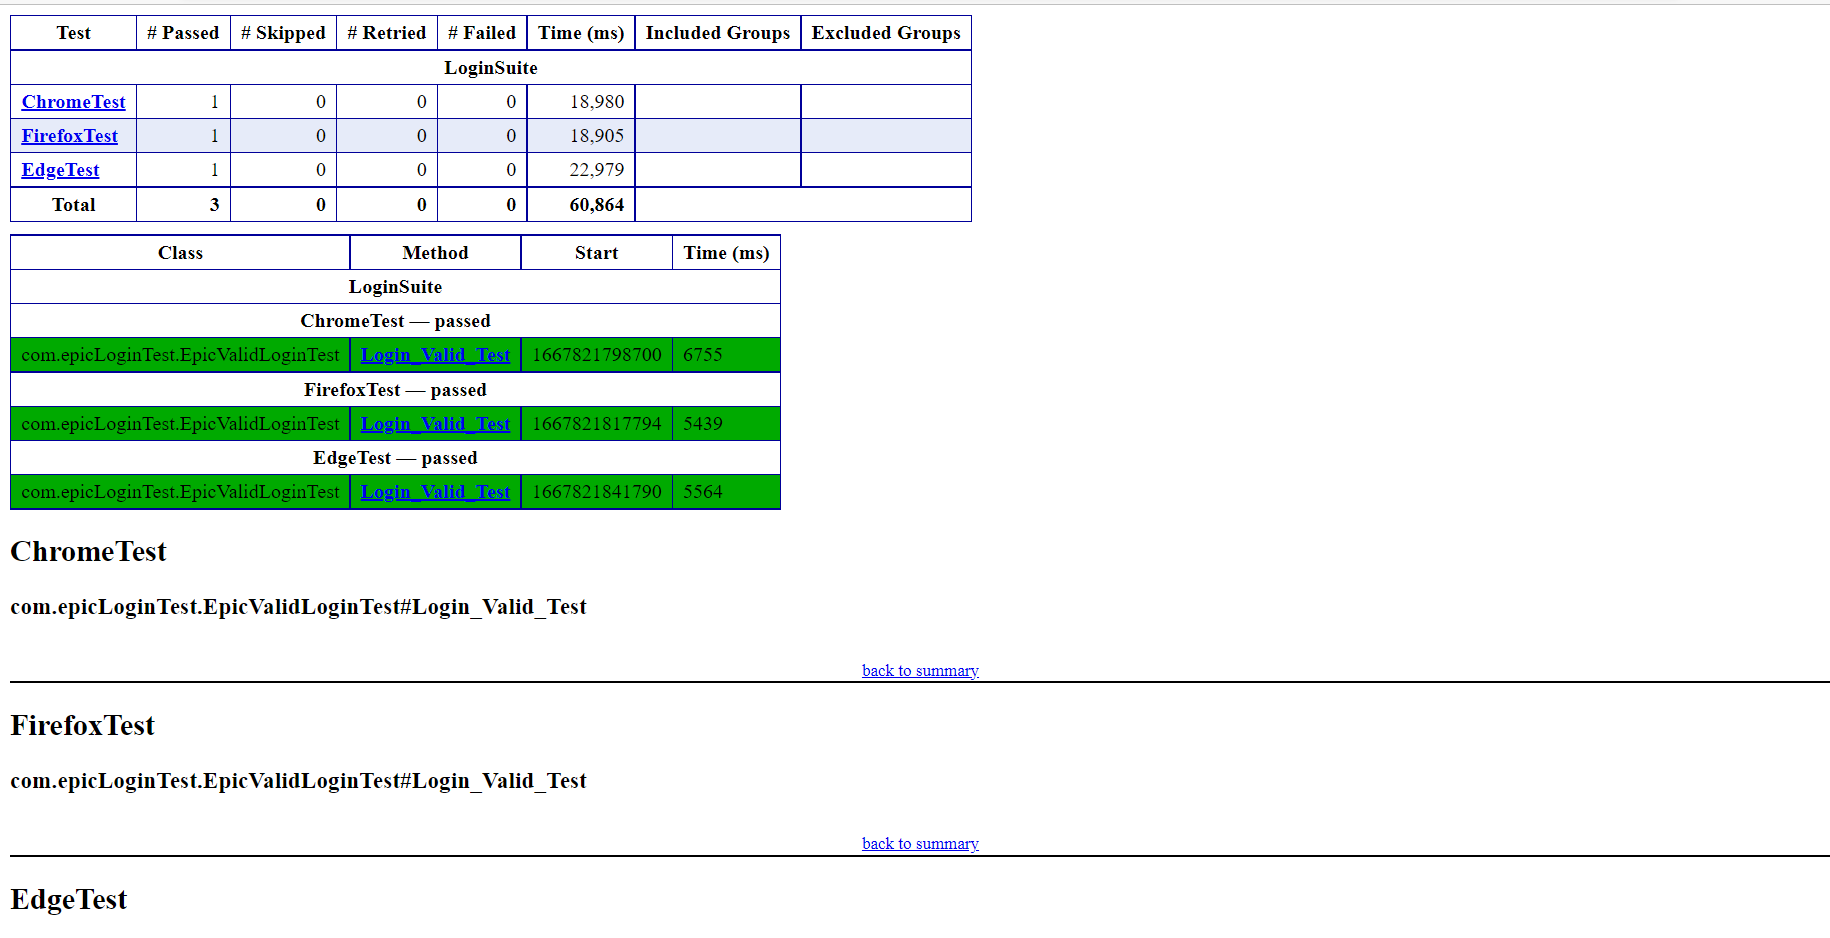 Test # Passed # Skipped # Retried # Failed Time (ms) Included Groups Excluded Groups
LoginSuite
ChromeTest 1 0 0 0 18,980
FirefoxTest 1 0 0 0 18,905
EdgeTest 1 0 0 0 22,979
Total 3 0 0 0 60,864
Class Method Start Time (ms)
LoginSuite
ChromeTest — passed
com.epicLoginTest.EpicValidLoginTest Login_Valid_Test 1667821798700 6755
FirefoxTest — passed
com.epicLoginTest.EpicValidLoginTest Login_Valid_Test 1667821817794 5439
EdgeTest — passed
com.epicLoginTest.EpicValidLoginTest Login_Valid_Test 1667821841790 5564
ChromeTest
com.epicLoginTest.EpicValidLoginTest#Login_Valid_Test
back to summary
FirefoxTest
com.epicLoginTest.EpicValidLoginTest#Login_Valid_Test
back to summary
EdgeTest